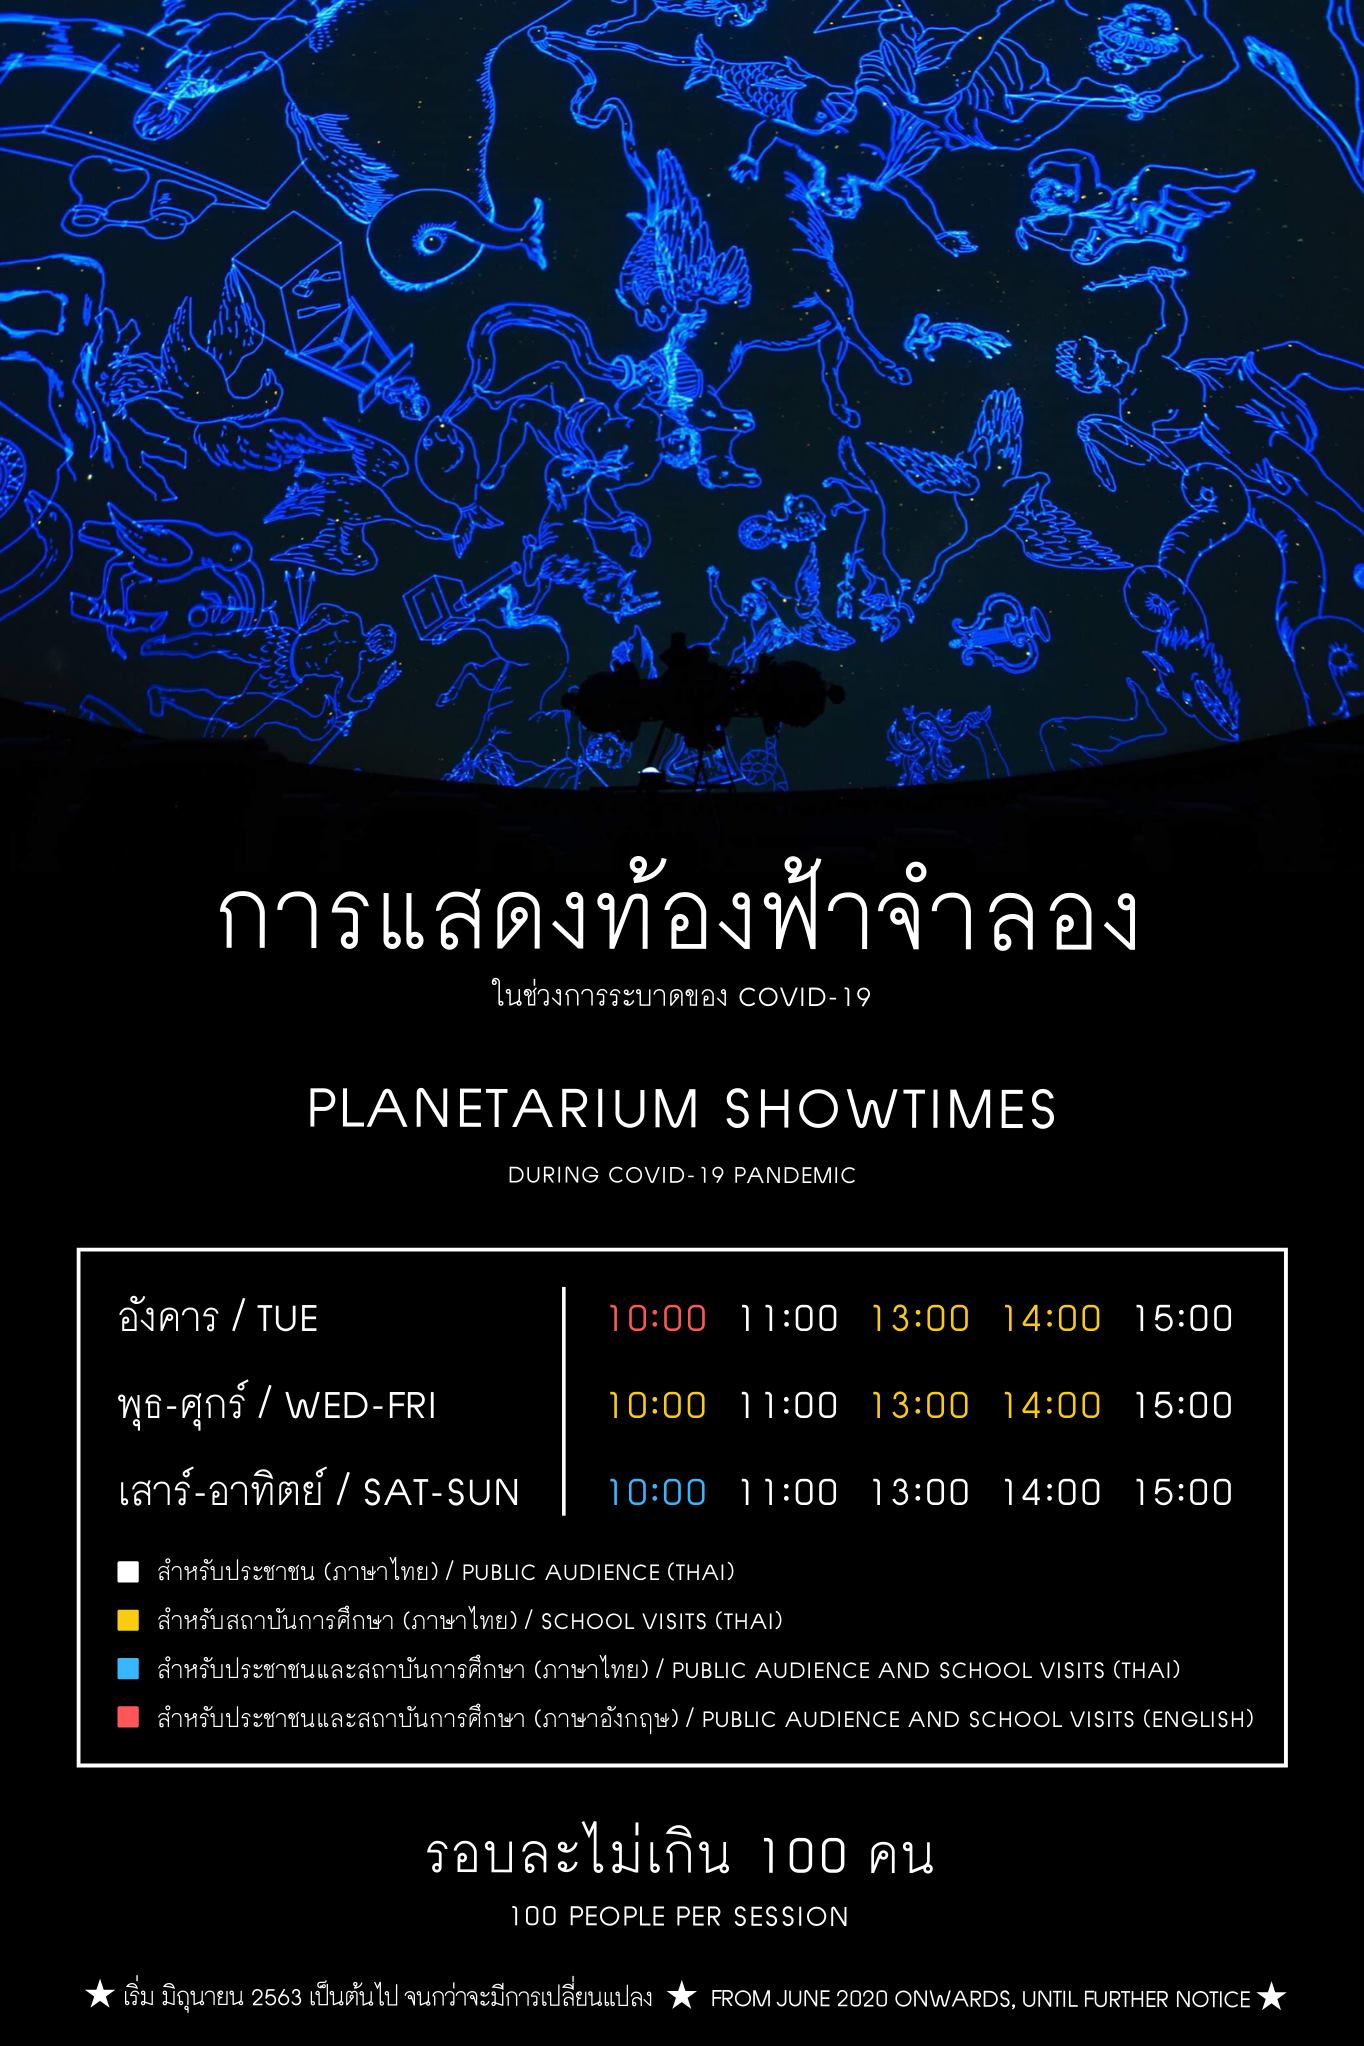 การแสดงท้องฟ้าจำลอง
ในช่วงการระบาดของ COVID-19
PLANETARIUM SHOWTIMES
DURING COVID-19 PANDEMIC
อังคาร / TUE 10:00 11:00 13:00 14:00 15:00
พุธ-ศุกร์ / WED-FRI 10:00 11:00 13:00 14:00 15:00
เสาร์-อาทิตย์ / SAT-SUN 10:00 11:00 13:00 14:00 15:00
สำหรับประชาชน (ภาษาไทย) / PUBLIC AUDIENCE (THAI)
สำหรับสถาบันการศึกษา (ภาษาไทย) / SCHOOL VISITS (THAI)
สำหรับประชาชนและสถาบันการศึกษา (ภาษาไทย) / PUBLIC AUDIENCE AND SCHOOL VISITS (THAI)
สำหรับประชาชนและสถาบันการศึกษา (ภาษาอังกฤษ) / PUBLIC AUDIENCE AND SCHOOL VISITS (ENGLISH)
รอบละไม่เกิน 100 คน
100 PEOPLE PER SESSION
★ เริ่ม มิถุนายน 2563 เป็นต้นไป จนกว่าจะมีการเปลี่ยนแปลง ★ FROM JUNE 2020 ONWARDS, UNTIL FURTHER NOTICE ★